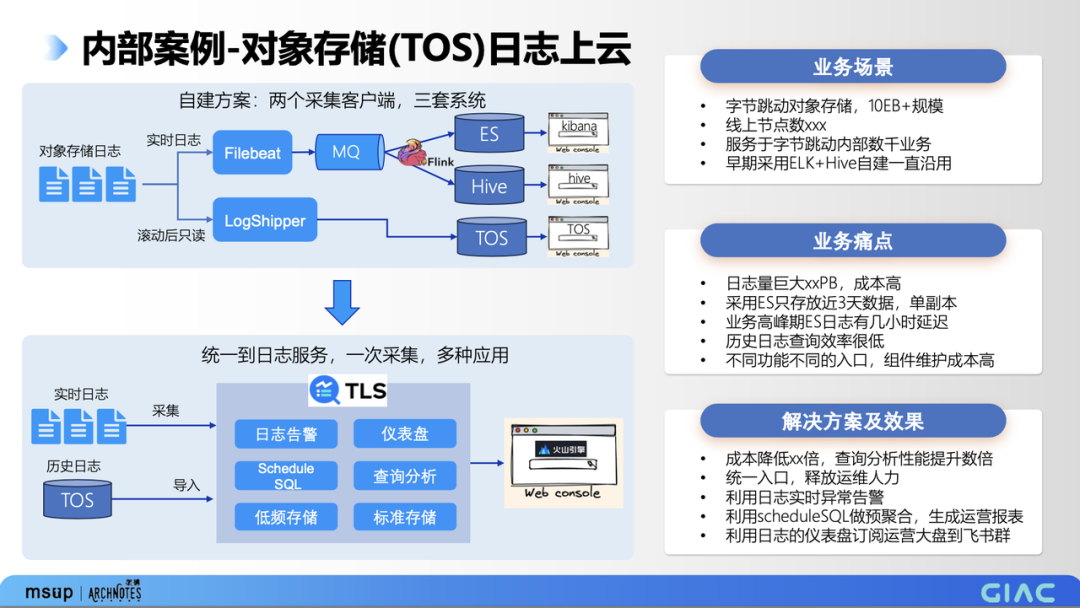 内部案例-对象存储(TOS)日志上云
自建方案：两个采集客户端，三套系统
对象存储日志
实时日志
滚动后只读
Filebeat
LogShipper
MQ
Flink
ES
Hive
TOS
kibana
Web console
hive
Web console
TOS
Web console
统一到日志服务，一次采集，多种应用
实时日志
采集
历史日志
TOS
导入
TLS
日志告警
仪表盘
Schedule
SQL
查询分析
低频存储
标准存储
火山引擎
Web console
业务场景
• 字节跳动对象存储，10EB+规模
• 线上节点数xxx
• 服务于字节跳动内部数千业务
• 早期采用ELK+Hive自建一直沿用
业务痛点
• 日志量巨大xxPB，成本高
• 采用ES只存放近3天数据，单副本
• 业务高峰期ES日志有几小时延迟
• 历史日志查询效率很低
• 不同功能不同的入口，组件维护成本高
解决方案及效果
• 成本降低xx倍，查询分析性能提升数倍
• 统一入口，释放运维人力
• 利用日志实时异常告警
• 利用scheduleSQL做预聚合，生成运营报表
• 利用日志的仪表盘订阅运营大盘到飞书群
msup
ARCHNOTES
GIAC